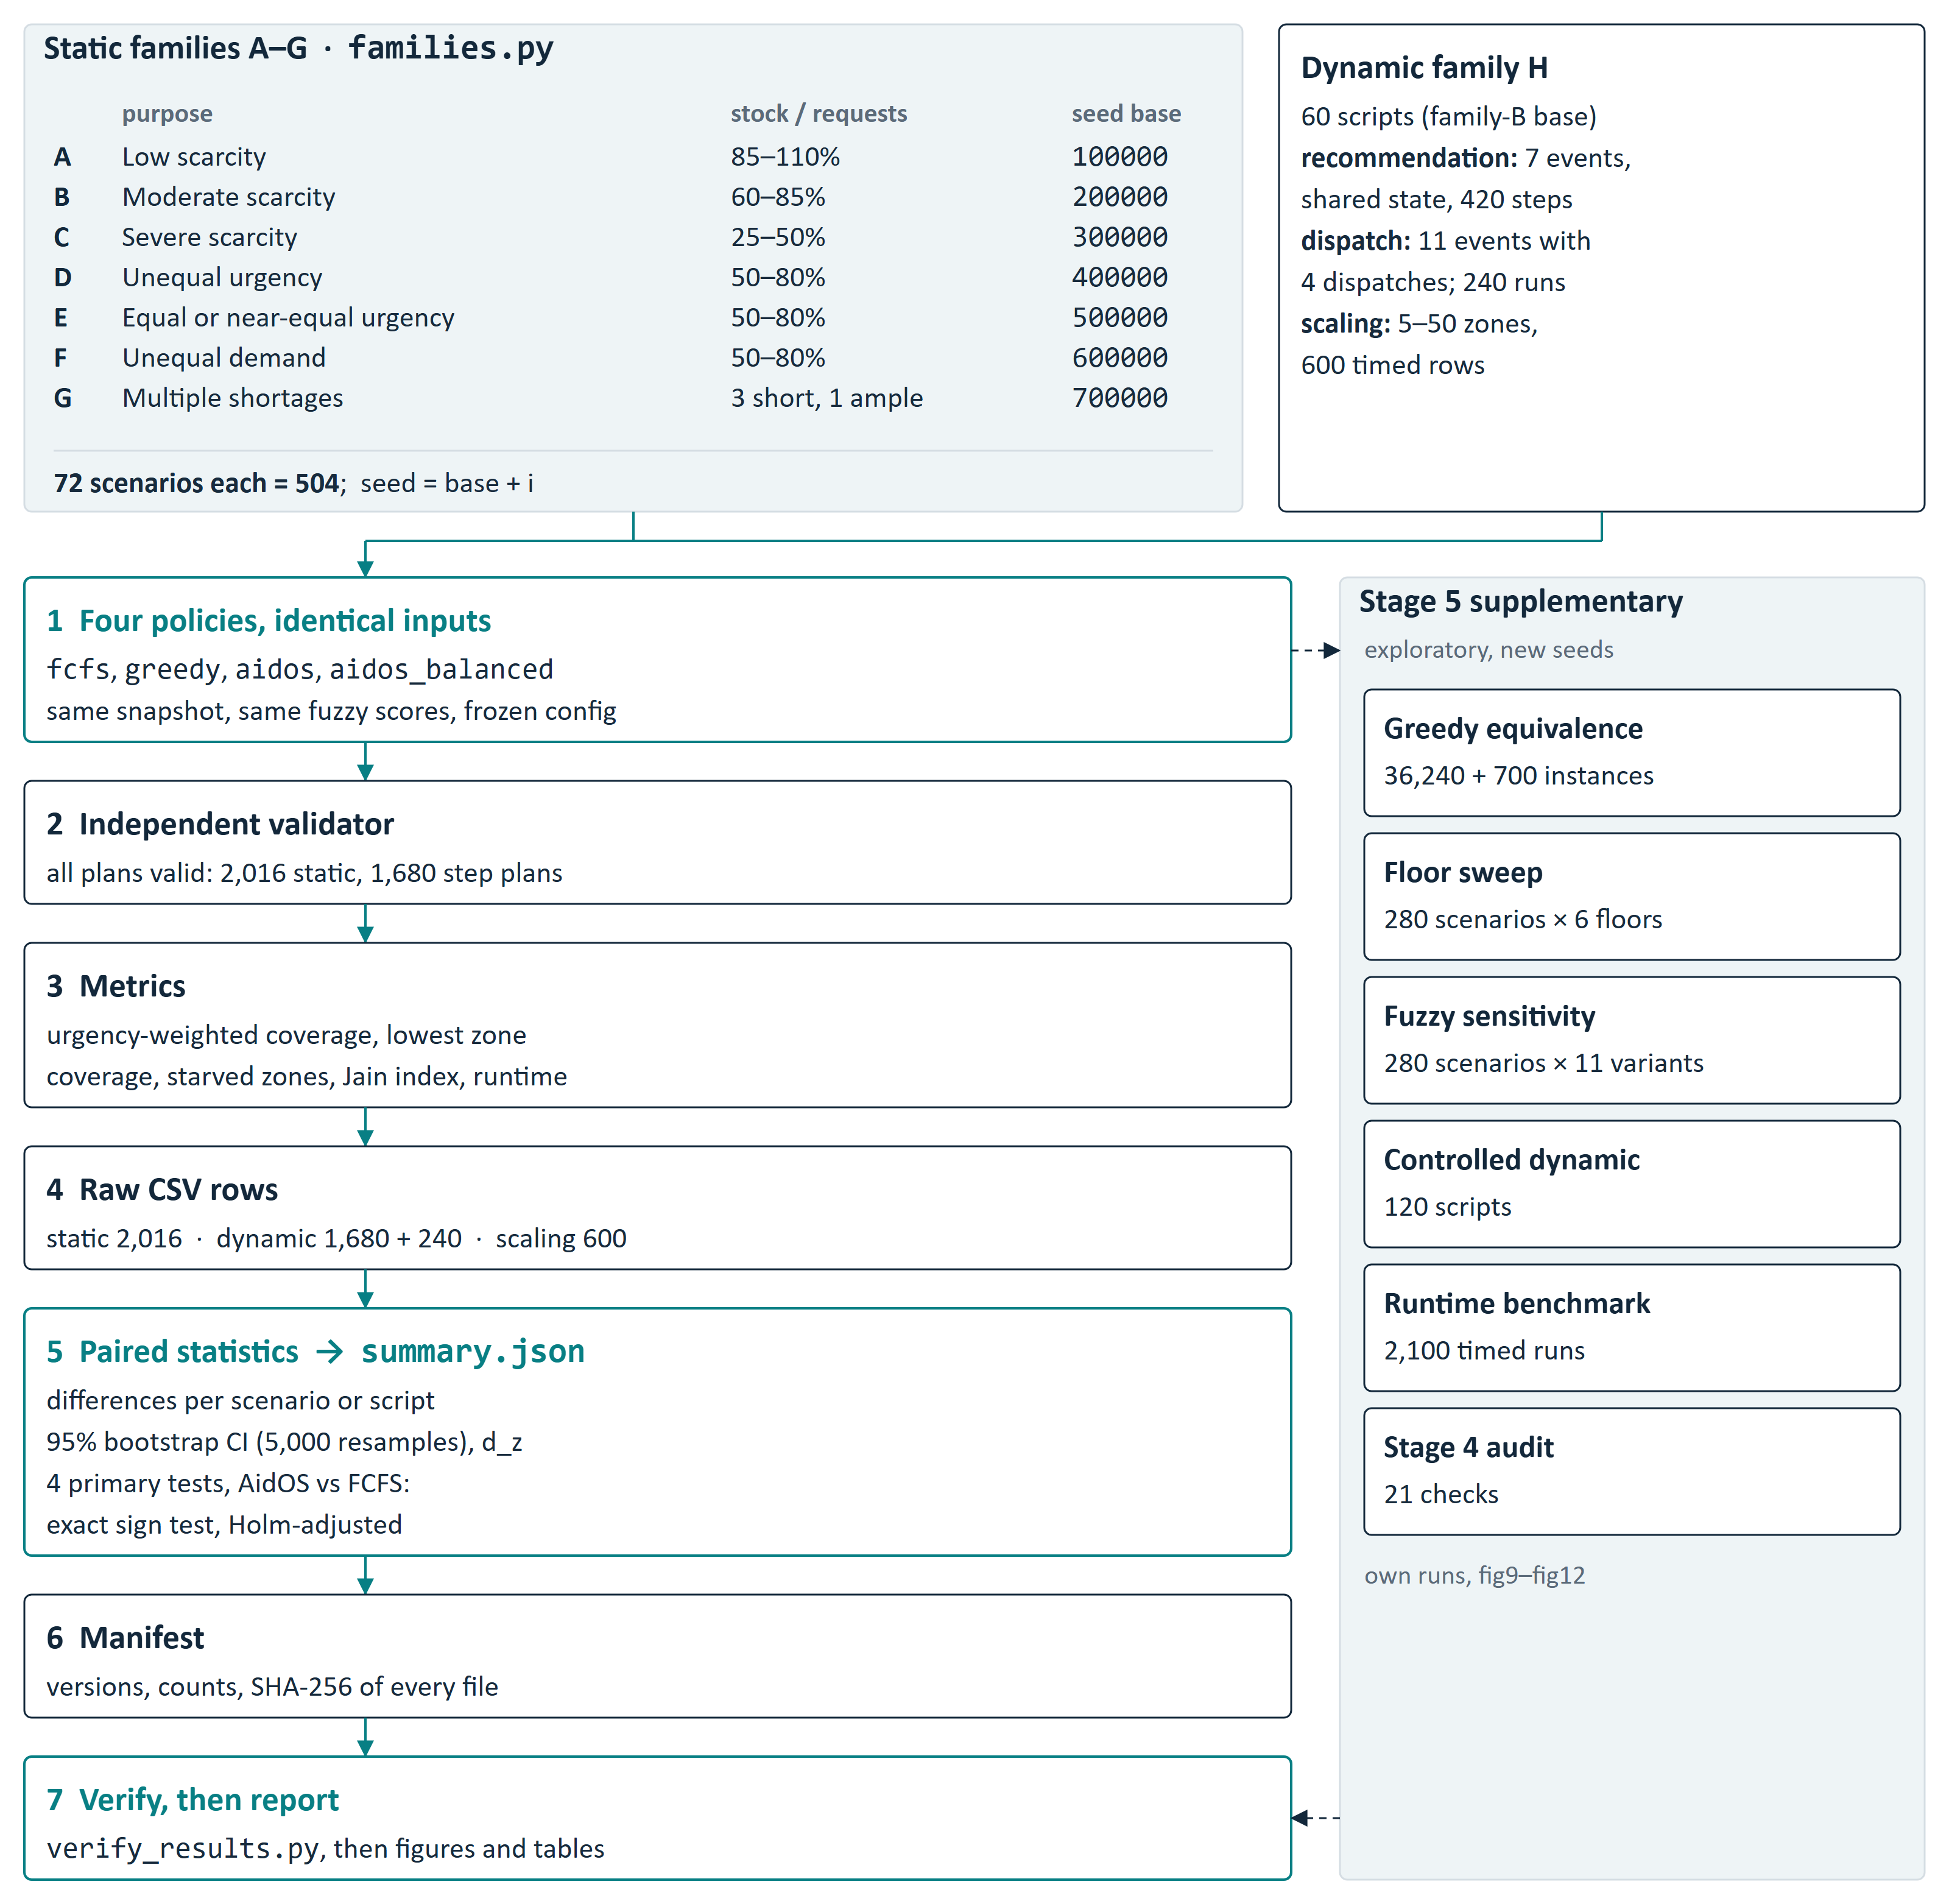 Static families A–G · families.py
purpose stock / requests seed base
A Low scarcity 85–110% 100000
B Moderate scarcity 60–85% 200000
C Severe scarcity 25–50% 300000
D Unequal urgency 50–80% 400000
E Equal or near-equal urgency 50–80% 500000
F Unequal demand 50–80% 600000
G Multiple shortages 3 short, 1 ample 700000
72 scenarios each = 504; seed = base + i
Dynamic family H
60 scripts (family-B base)
recommendation: 7 events,
shared state, 420 steps
dispatch: 11 events with
4 dispatches; 240 runs
scaling: 5–50 zones,
600 timed rows
1 Four policies, identical inputs
fcfs, greedy, aidos, aidos_balanced
same snapshot, same fuzzy scores, frozen config
2 Independent validator
all plans valid: 2,016 static, 1,680 step plans
3 Metrics
urgency-weighted coverage, lowest zone
coverage, starved zones, Jain index, runtime
4 Raw CSV rows
static 2,016 · dynamic 1,680 + 240 · scaling 600
5 Paired statistics → summary.json
differences per scenario or script
95% bootstrap CI (5,000 resamples), d_z
4 primary tests, AidOS vs FCFS:
exact sign test, Holm-adjusted
6 Manifest
versions, counts, SHA-256 of every file
7 Verify, then report
verify_results.py, then figures and tables
Stage 5 supplementary
exploratory, new seeds
Greedy equivalence
36,240 + 700 instances
Floor sweep
280 scenarios × 6 floors
Fuzzy sensitivity
280 scenarios × 11 variants
Controlled dynamic
120 scripts
Runtime benchmark
2,100 timed runs
Stage 4 audit
21 checks
own runs, fig9–fig12